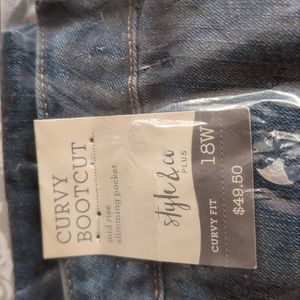 CURVY
BOOTCUT
mid rise
slimming pocket
style&co
PLUS
18W
CURVY FIT
$49.50